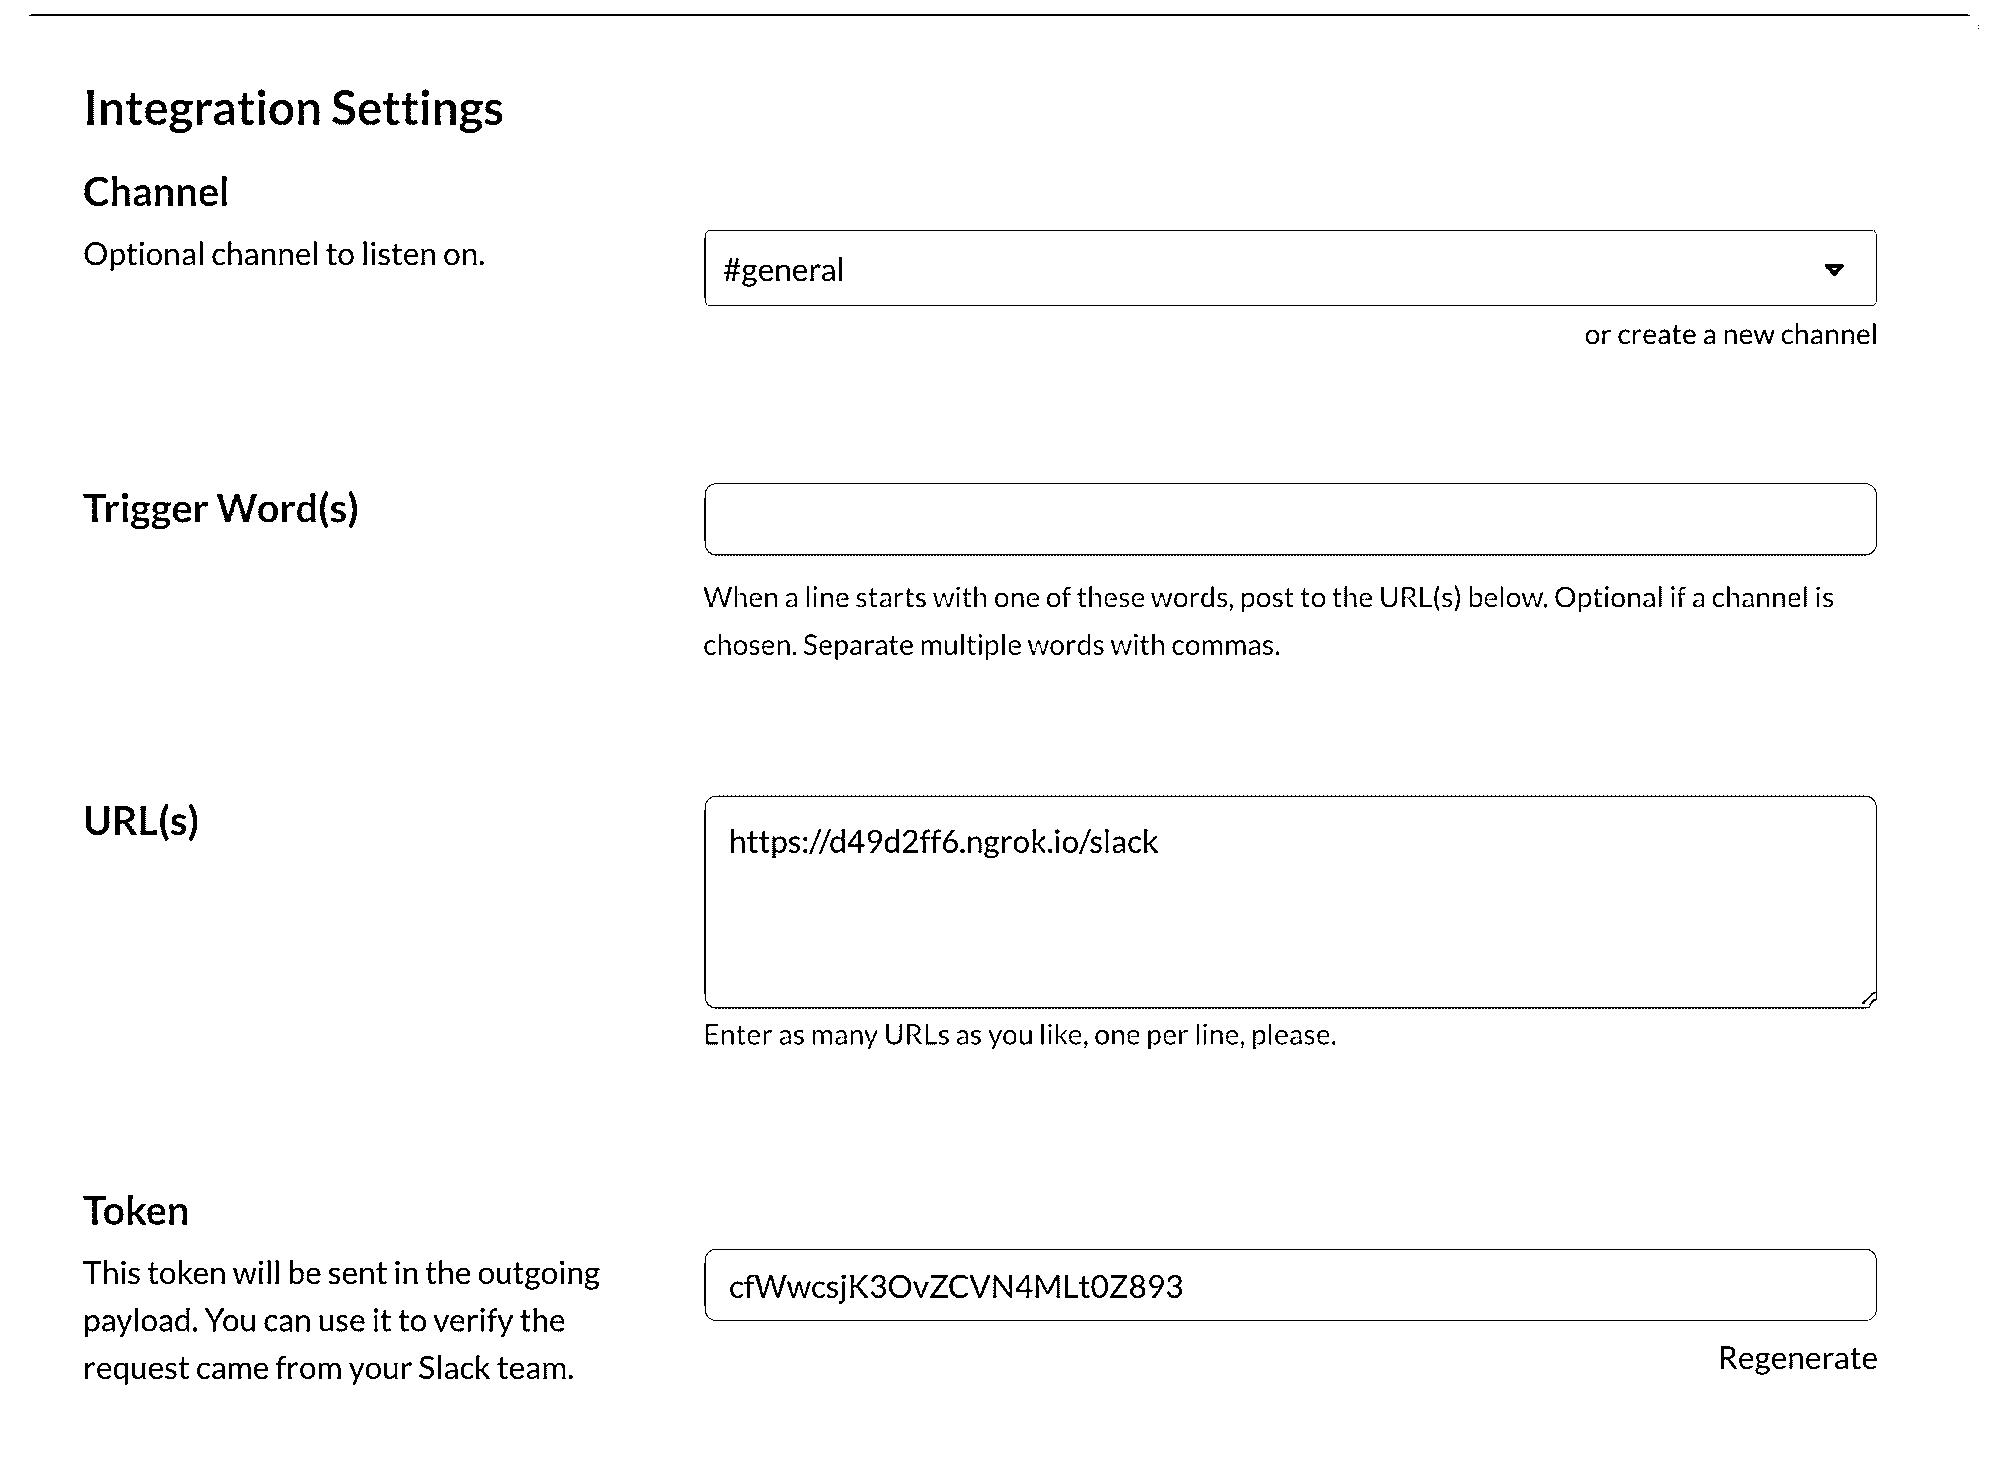 Integration Settings
Channel
Optional channel to listen on.
#general
or create a new channel
Trigger Word(s)
When a line starts with one of these words, post to the URL(s) below. Optional if a channel is
chosen. Separate multiple words with commas.
URL(s)
https://d49d2ff6.ngrok.io/slack
Enter as many URLs as you like, one per line, please.
Token
This token will be sent in the outgoing
payload. You can use it to verify the
request came from your Slack team.
cfWwcsjK3OvZCVN4MLt0Z893
Regenerate